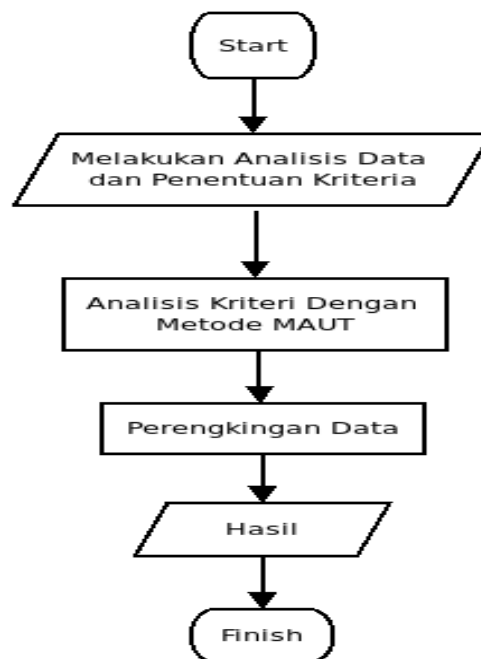 Start
Melakukan Analisis Data
dan Penentuan Kriteria
Analisis Kriteri Dengan
Metode MAUT
Perengkingan Data
Hasil
Finish